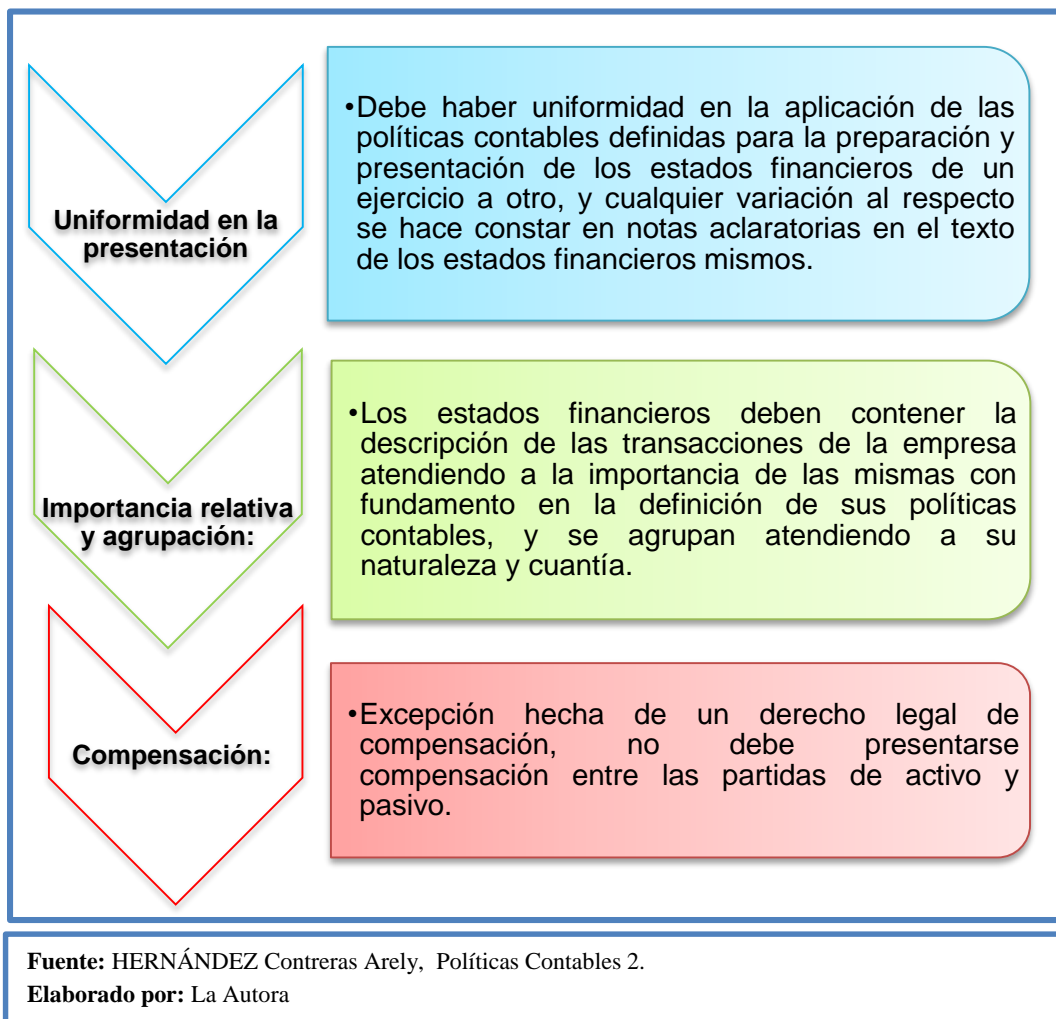 Uniformidad en la
presentación
•Debe haber uniformidad en la aplicación de las
políticas contables definidas para la preparación y
presentación de los estados financieros de un
ejercicio a otro, y cualquier variación al respecto
se hace constar en notas aclaratorias en el texto
de los estados financieros mismos.
Importancia relativa
y agrupación:
•Los estados financieros deben contener la
descripción de las transacciones de la empresa
atendiendo a la importancia de las mismas con
fundamento en la definición de sus políticas
contables, y se agrupan atendiendo a su
naturaleza y cuantía.
Compensación:
•Excepción hecha de un derecho legal de
compensación, no debe presentarse
compensación entre las partidas de activo y
pasivo.
Fuente: HERNÁNDEZ Contreras Arely, Políticas Contables 2.
Elaborado por: La Autora